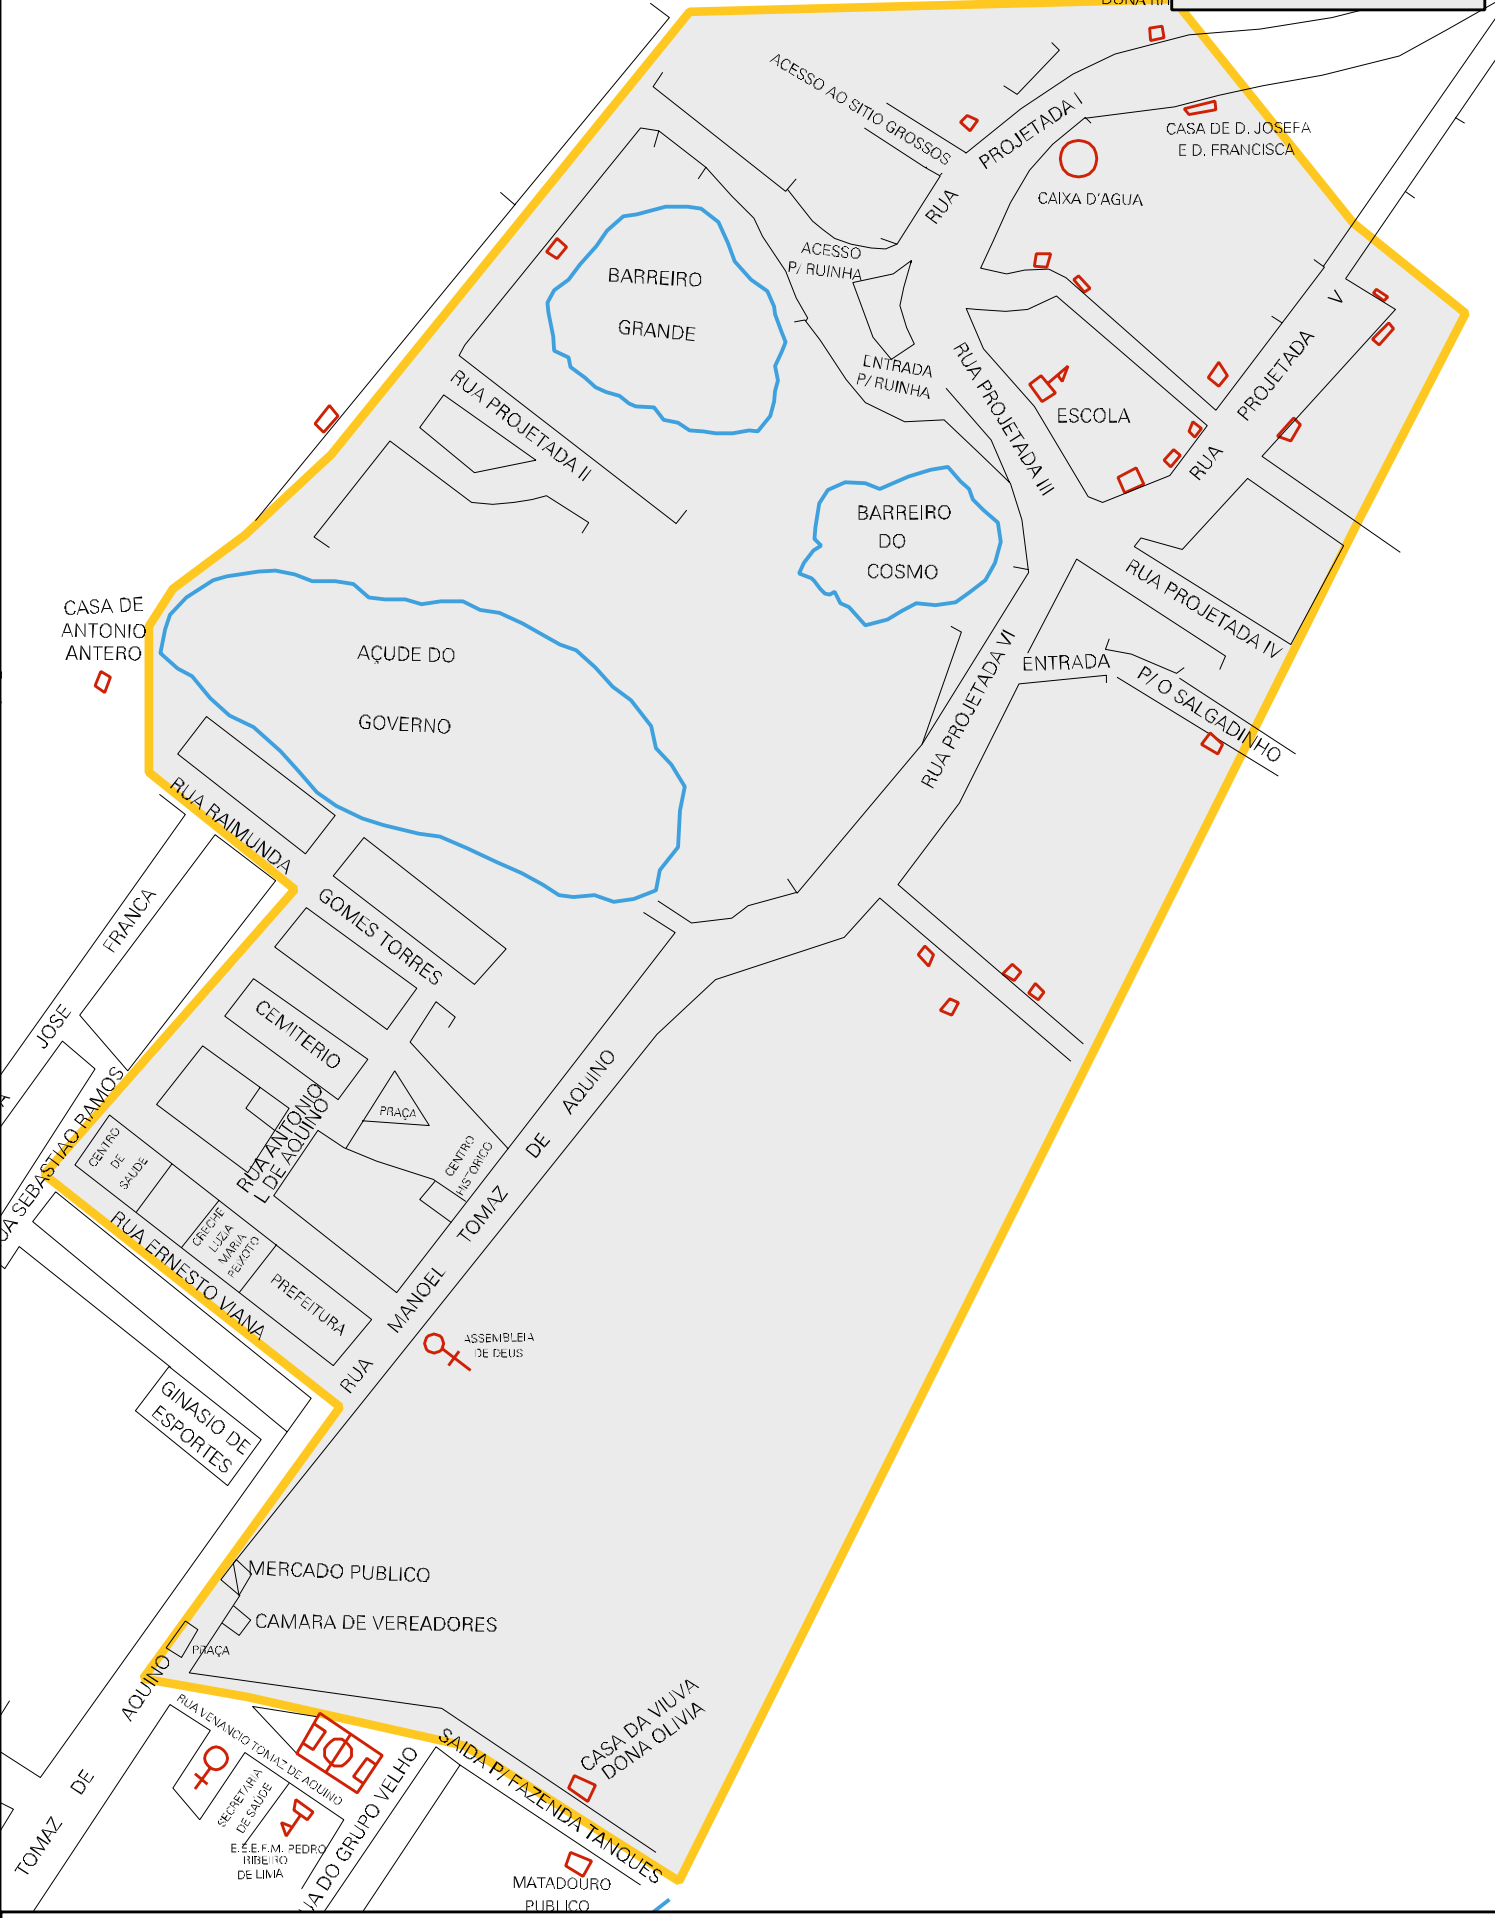 ACESSO AO SITIO GROSSOS
PROJETADA I
RUA
CASA DE D. JOSEFA
E D. FRANCISCA
CAIXA D'AGUA
ACESSO
P/ RUINHA
BARREIRO
GRANDE
ENTRADA
P/ RUINHA
RUA PROJETADA III
ESCOLA
RUA
PROJETADA
V
RUA PROJETADA II
BARREIRO
DO
COSMO
RUA PROJETADA IV
CASA DE
ANTONIO
ANTERO
AÇUDE DO
GOVERNO
RUA PROJETADA VI
ENTRADA
P/ O SALGADINHO
RUA RAIMUNDA
GOMES TORRES
JOSE
FRANCA
CEMITERIO
PRAÇA
RUA ANTONIO
L DE AQUINO
CENTRO
HISTORICO
RUA
MANOEL
TOMAZ
DE
AQUINO
SEBASTIAO RAMOS
CENTRO
DE
SAUDE
CRECHE
LUZIA
MARIA
PEIXOTO
PREFEITURA
RUA ERNESTO VIANA
ASSEMBLEIA
DE DEUS
GINASIO DE
ESPORTES
MERCADO PUBLICO
CAMARA DE VEREADORES
PRAÇA
TOMAZ
DE
AQUINO
RUA VENANCIO TOMAZ DE AQUINO
SECRETARIA
DE SAUDE
E.E.E.F.M. PEDRO
RIBEIRO
DE LIMA
DO GRUPO VELHO
SAIDA P/ FAZENDA TANQUES
CASA DA VIUVA
DONA OLIVIA
MATADOURO
PUBLICO